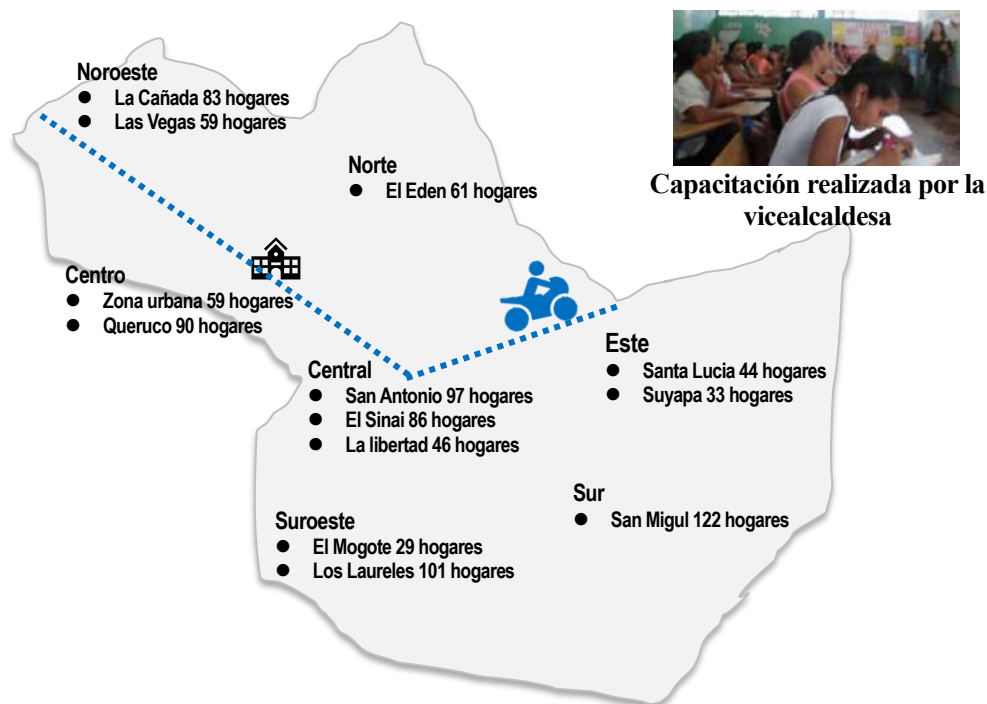 Noroeste
● La Cañada 83 hogares
● Las Vegas 59 hogares
Norte
● El Eden 61 hogares
Capacitación realizada por la
vicealcaldesa
Centro
● Zona urbana 59 hogares
● Queruco 90 hogares
Central
● San Antonio 97 hogares
● El Sinai 86 hogares
● La libertad 46 hogares
Este
● Santa Lucia 44 hogares
● Suyapa 33 hogares
Suroeste
● El Mogote 29 hogares
● Los Laureles 101 hogares
Sur
● San Migul 122 hogares